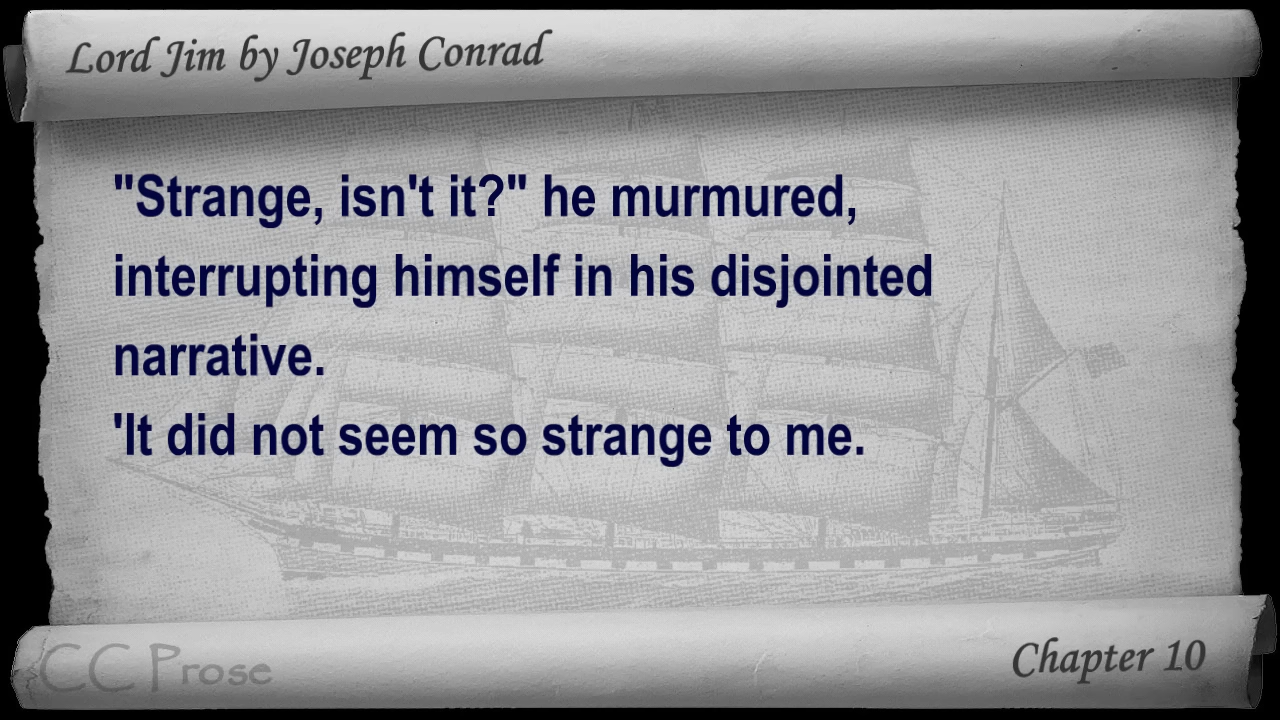 Lord Jim by Joseph Conrad
"Strange, isn't it?" he murmured,
interrupting himself in his disjointed
narrative.
'It did not seem so strange to me.
CC Prose
Chapter 10